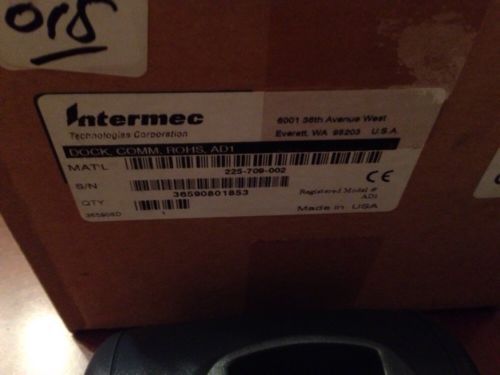 018
Intermec
Technologies Corporation
6001 36th Avenue West
Everett, WA 98203 U.S.A
DOCK, COMM, ROHS, AD1
MAT'L
225-709-002
S/N
36590801853
CE
Registered Model #
AD1
QTY
1
Made in USA